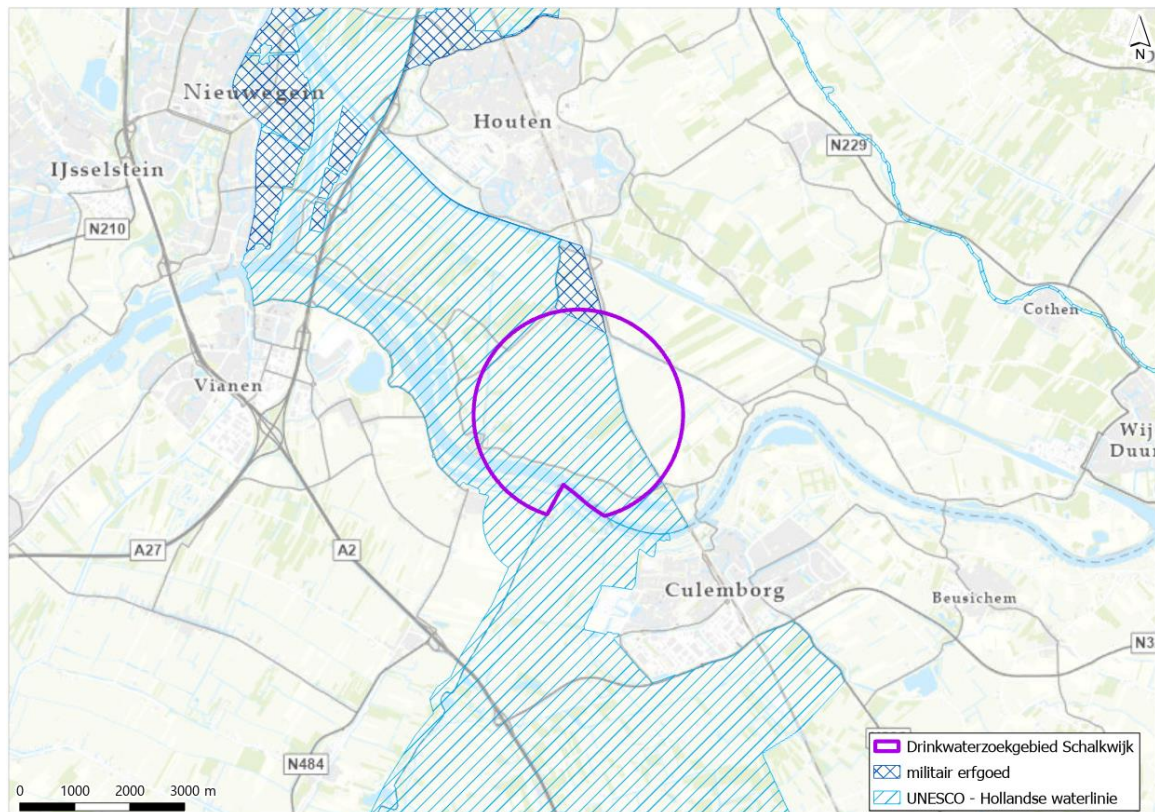 N
Nieuwegein
Houten
N229
IJsselstein
N210
Cothen
Vianen
Wij
Duur
A27
A2
Culemborg
Beusichem
N3
N484
Drinkwaterzoekgebied Schalkwijk
militair erfgoed
UNESCO - Hollandse waterlinie
0 1000 2000 3000 m